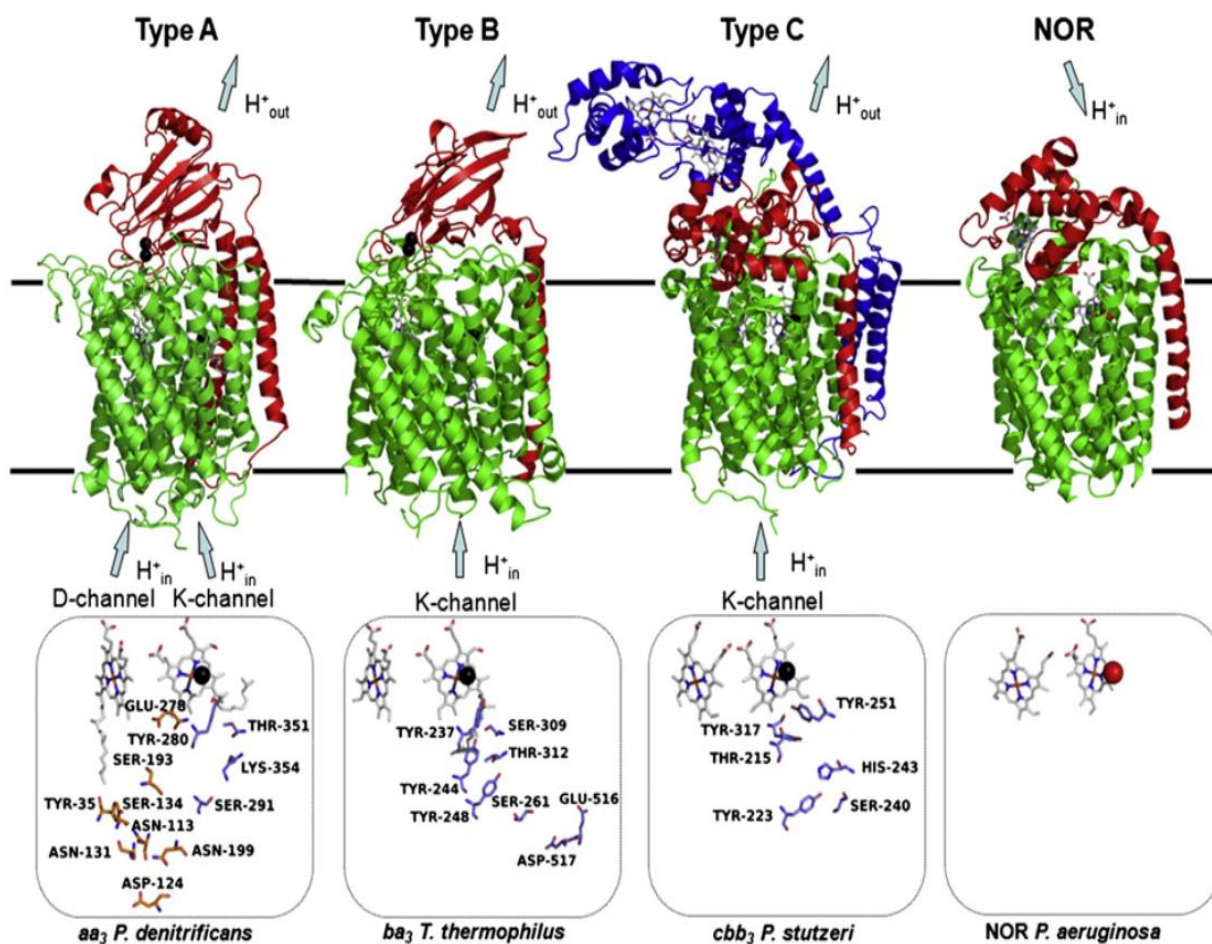 Type A
Type B
Type C
NOR
H+out
H+out
H+out
H+in
H+in
H+in
H+in
H+in
D-channel
K-channel
K-channel
K-channel
GLU-278
TYR-280
THR-351
SER-193
LYS-354
TYR-35
SER-134
SER-291
ASN-113
ASN-131
ASN-199
ASP-124
TYR-237
SER-309
THR-312
TYR-244
SER-261
GLU-516
TYR-248
ASP-517
TYR-251
TYR-317
THR-215
HIS-243
TYR-223
SER-240
aa3 P. denitrificans
ba3 T. thermophilus
cbb3 P. stutzeri
NOR P. aeruginosa